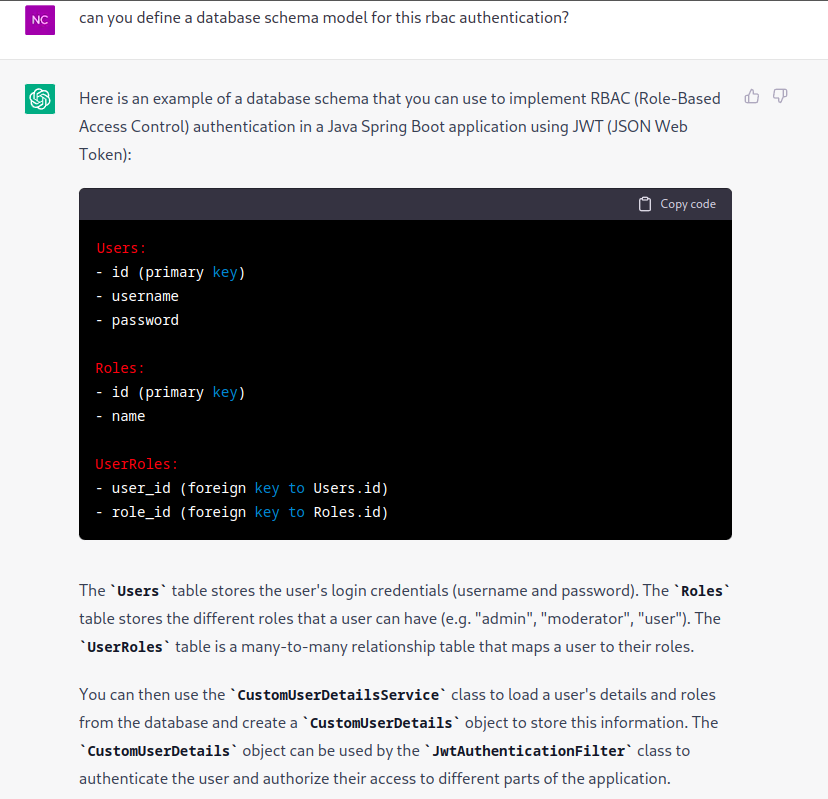 NC
can you define a database schema model for this rbac authentication?
Here is an example of a database schema that you can use to implement RBAC (Role-Based
Access Control) authentication in a Java Spring Boot application using JWT (JSON Web
Token):
Copy code
Users:
- id (primary key)
- username
- password
Roles:
- id (primary key)
- name
UserRoles:
- user_id (foreign key to Users.id)
- role_id (foreign key to Roles.id)
The `Users` table stores the user's login credentials (username and password). The `Roles`
table stores the different roles that a user can have (e.g. "admin", "moderator", "user"). The
`UserRoles` table is a many-to-many relationship table that maps a user to their roles.
You can then use the `CustomUserDetailsService` class to load a user's details and roles
from the database and create a `CustomUserDetails` object to store this information. The
`CustomUserDetails` object can be used by the `JwtAuthenticationFilter` class to
authenticate the user and authorize their access to different parts of the application.